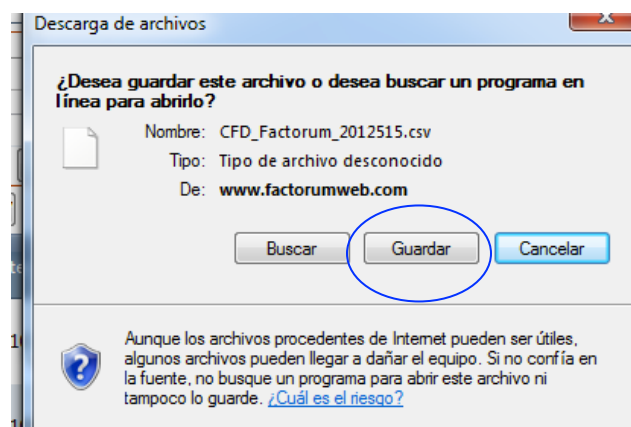 Descarga de archivos
¿Desea guardar este archivo o desea buscar un programa en
línea para abrirlo?
Nombre: CFD_Factorum_2012515.csv
Tipo: Tipo de archivo desconocido
De: www.factorumweb.com
Buscar Guardar Cancelar
Aunque los archivos procedentes de Internet pueden ser útiles,
algunos archivos pueden llegar a dañar el equipo. Si no confía en
la fuente, no busque un programa para abrir este archivo ni
tampoco lo guarde. ¿Cuál es el riesgo?